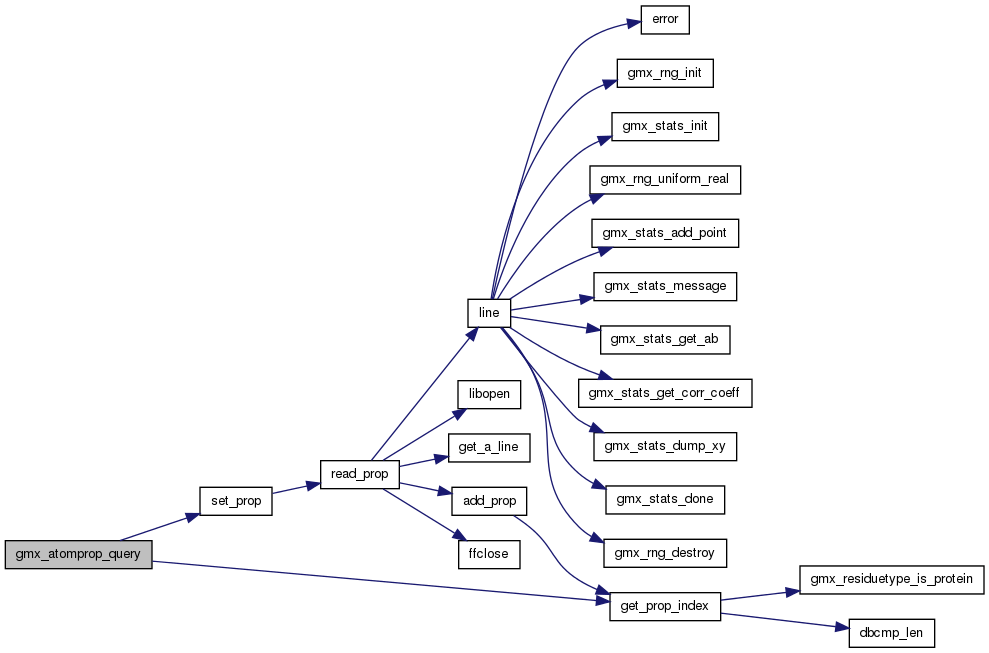 error
gmx_rng_init
gmx_stats_init
gmx_rng_uniform_real
gmx_stats_add_point
gmx_stats_message
line
gmx_stats_get_ab
gmx_stats_get_corr_coeff
libopen
gmx_stats_dump_xy
get_a_line
read_prop
set_prop
add_prop
gmx_stats_done
gmx_atomprop_query
ffclose
gmx_rng_destroy
gmx_residuetype_is_protein
get_prop_index
dbcmp_len